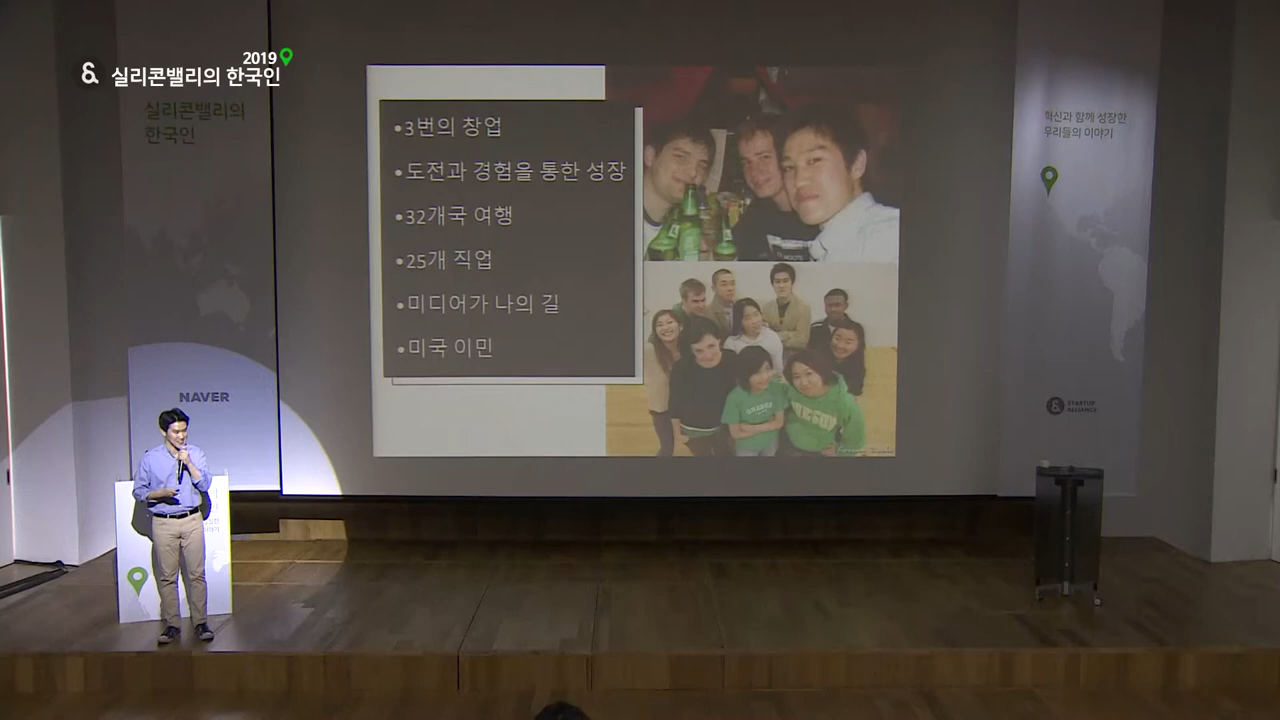 2019
& 실리콘밸리의 한국인
실리콘밸리의
한국인
NAVER
•3번의 창업
•도전과 경험을 통한 성장
•32개국 여행
•25개 직업
•미디어가 나의 길
•미국 이민
혁신과 함께 성장한
우리들의 이야기
& STARTUP
ALLIANCE
OREGON